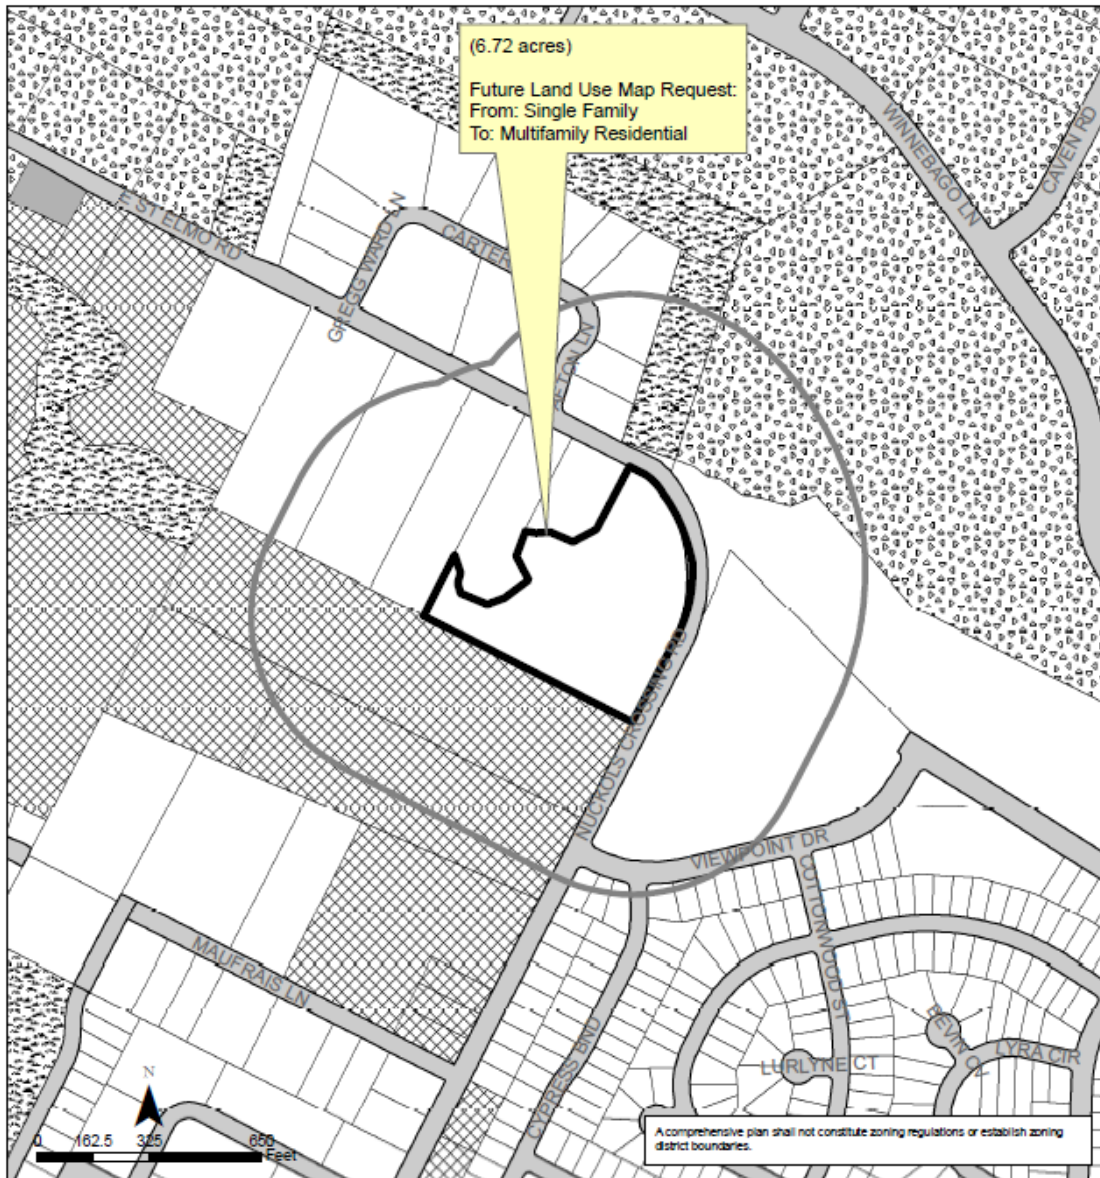 (6.72 acres)
Future Land Use Map Request:
From: Single Family
To: Multifamily Residential
WINNEBAGO LN
CAVEN RD
E ST ELMO RD
GREGG WARD LN
CARTER
AFTON LN
NUCKOLS CROSSING RD
VIEWPOINT DR
COTTONWOOD ST
MAUFRAIS LN
CYPRESS BND
BEVIN
LYRA CIR
LURLYNE CT
N
0 162.5 325 650
Feet
A comprehensive plan shall not constitute zoning regulations or establish zoning
district boundaries.